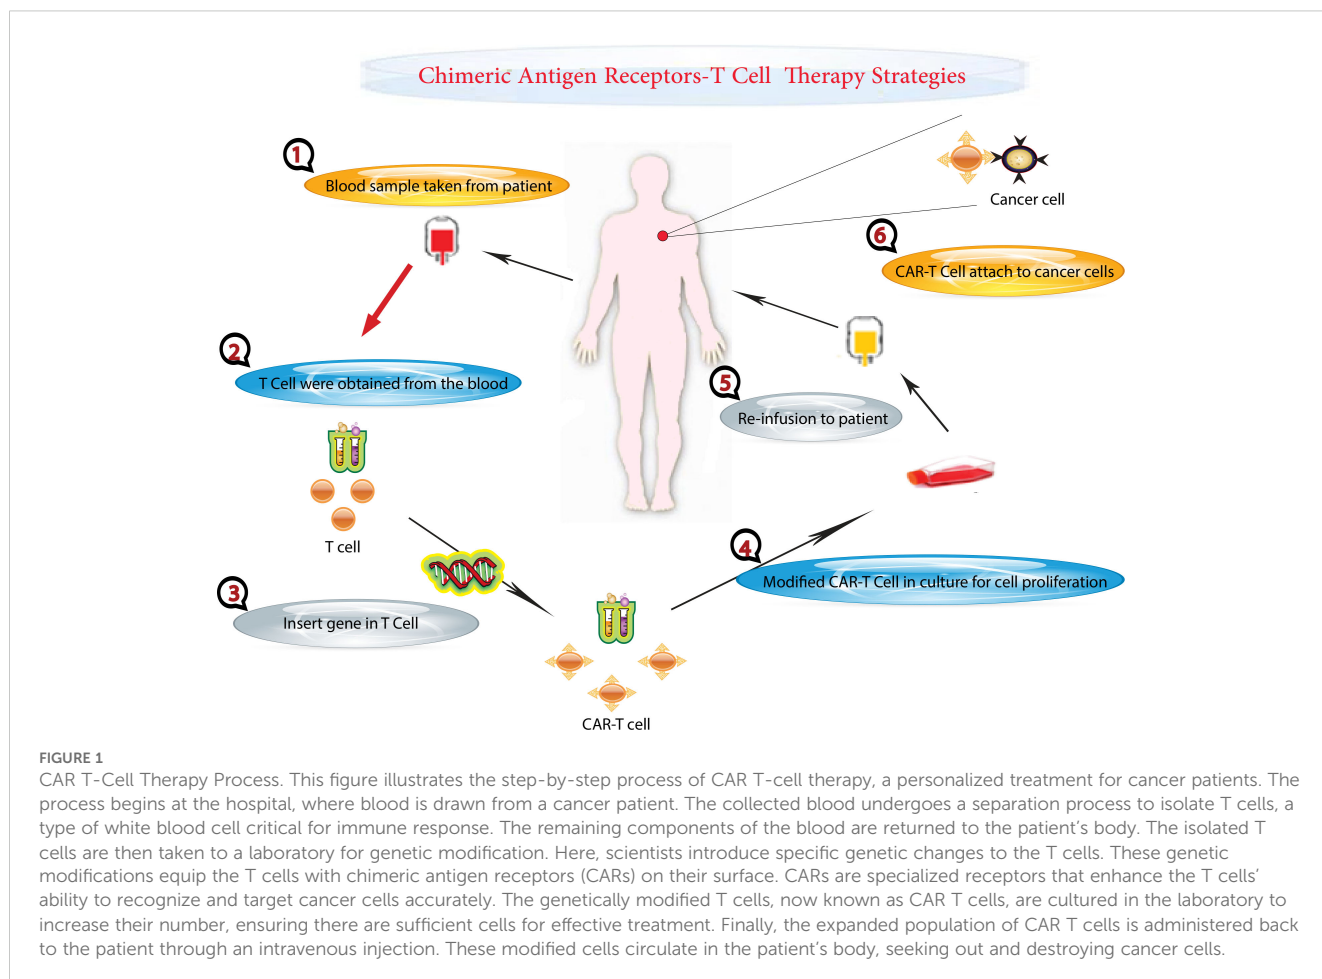 Chimeric Antigen Receptors-T Cell Therapy Strategies
1
Blood sample taken from patient
Cancer cell
6
CAR-T Cell attach to cancer cells
2
T Cell were obtained from the blood
5
Re-infusion to patient
T cell
4
Modified CAR-T Cell in culture for cell proliferation
3
Insert gene in T Cell
CAR-T cell
FIGURE 1
CAR T-Cell Therapy Process. This figure illustrates the step-by-step process of CAR T-cell therapy, a personalized treatment for cancer patients. The
process begins at the hospital, where blood is drawn from a cancer patient. The collected blood undergoes a separation process to isolate T cells, a
type of white blood cell critical for immune response. The remaining components of the blood are returned to the patient's body. The isolated T
cells are then taken to a laboratory for genetic modification. Here, scientists introduce specific genetic changes to the T cells. These genetic
modifications equip the T cells with chimeric antigen receptors (CARs) on their surface. CARs are specialized receptors that enhance the T cells'
ability to recognize and target cancer cells accurately. The genetically modified T cells, now known as CAR T cells, are cultured in the laboratory to
increase their number, ensuring there are sufficient cells for effective treatment. Finally, the expanded population of CAR T cells is administered back
to the patient through an intravenous injection. These modified cells circulate in the patient's body, seeking out and destroying cancer cells.